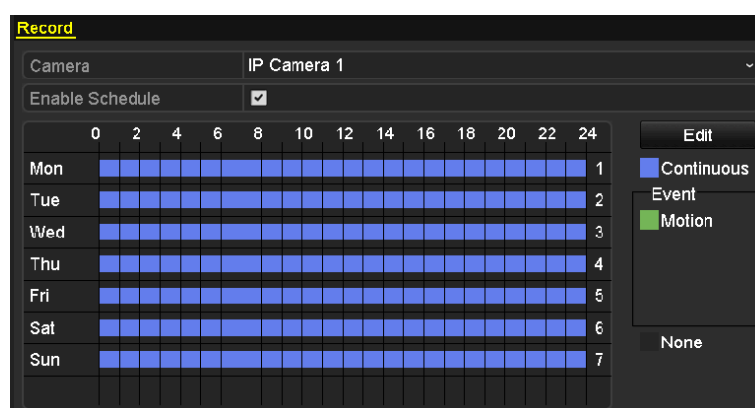 Record
Camera IP Camera 1
Enable Schedule
0 2 4 6 8 10 12 14 16 18 20 22 24
Edit
Mon 1
Continuous
Tue 2
Event
Wed 3
Motion
Thu 4
Fri 5
Sat 6
None
Sun 7